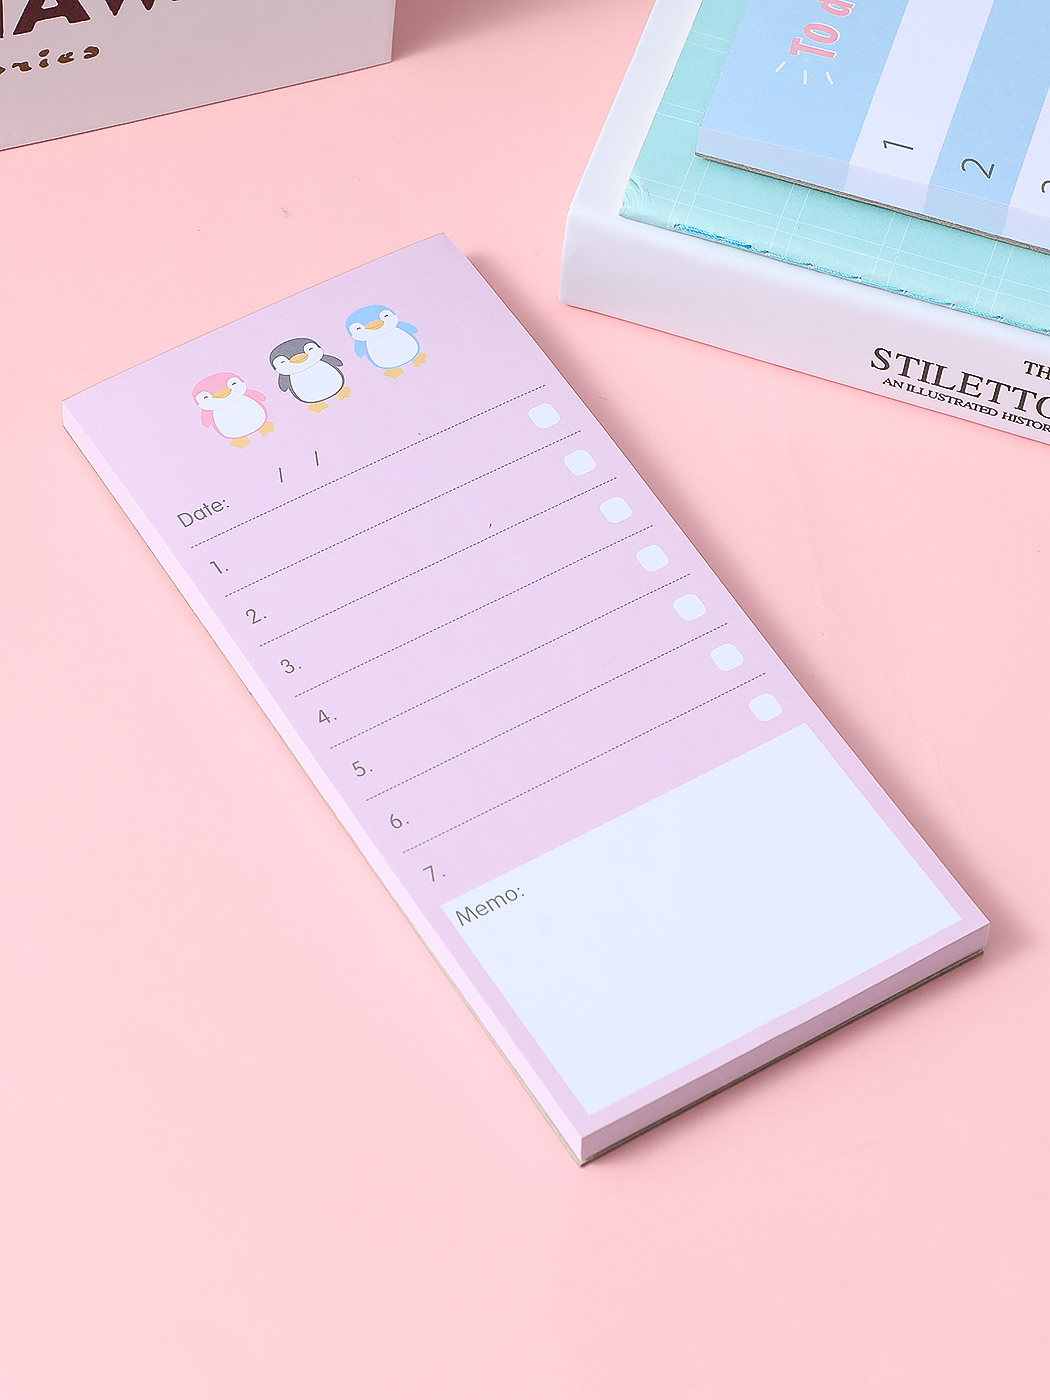 To d
1
2
STILETTO
AN ILLUSTRATED HISTOR
TH
Date: / /
1.
2.
3.
4.
5.
6.
7.
Memo: